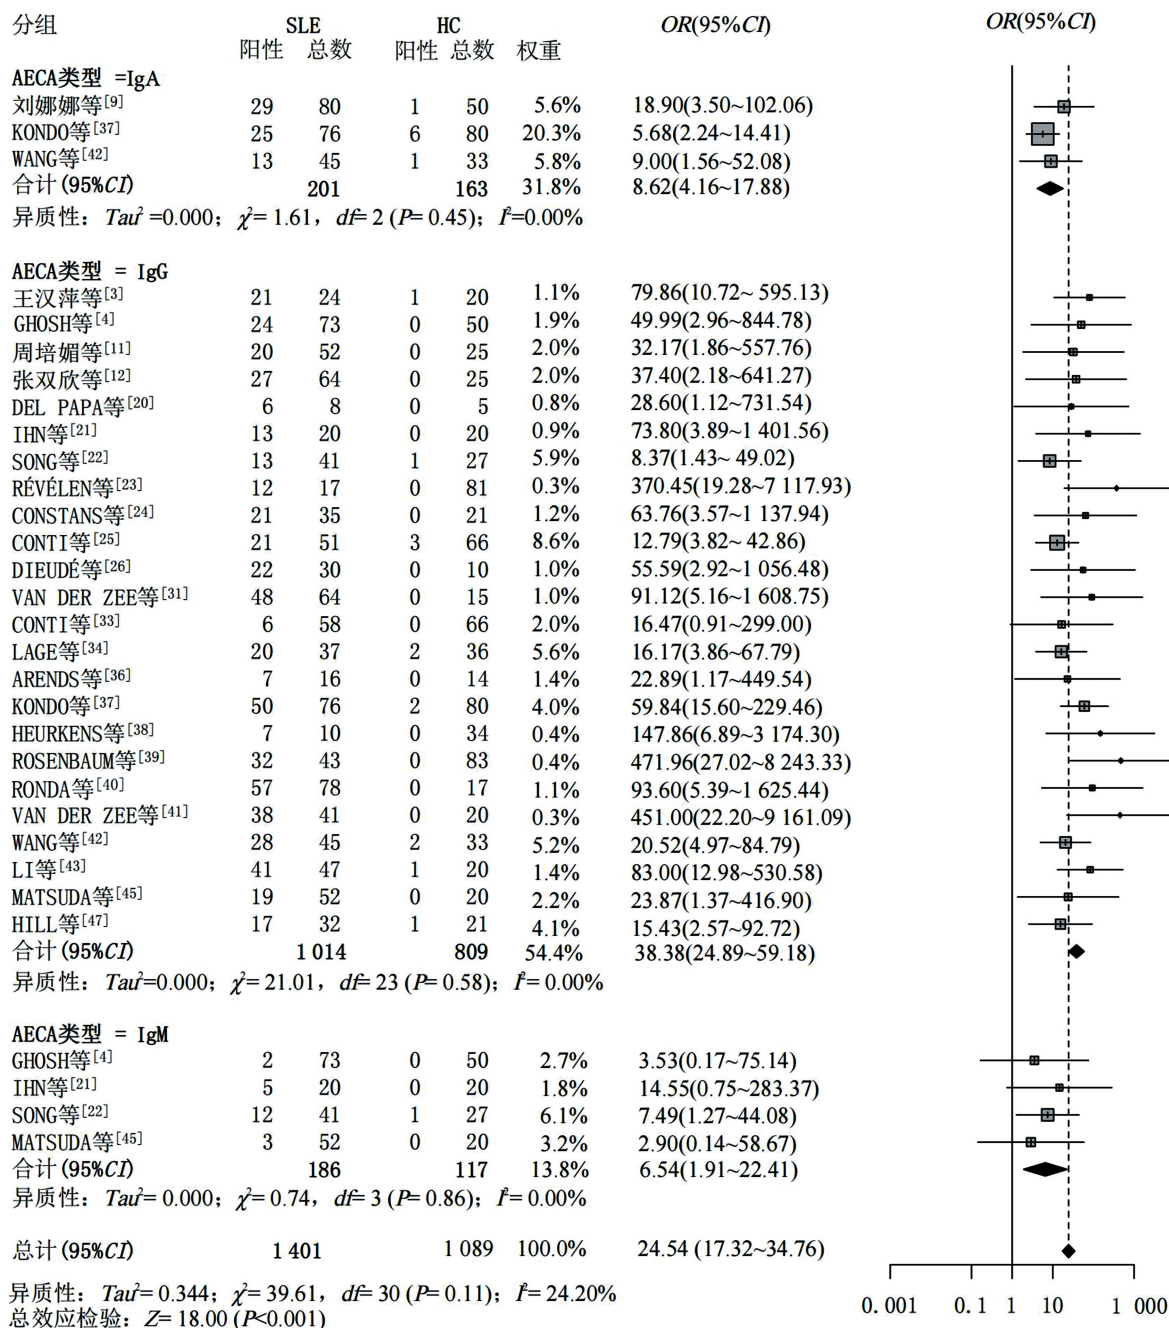 分组 SLE HC OR(95%CI) OR(95%CI)
阳性 总数 阳性 总数 权重
AECA类型 =IgA
刘娜娜等[9] 29 80 1 50 5.6% 18.90(3.50~102.06)
KONDO等[37] 25 76 6 80 20.3% 5.68(2.24~14.41)
WANG等[42] 13 45 1 33 5.8% 9.00(1.56~52.08)
合计(95%CI) 201 163 31.8% 8.62(4.16~17.88)
异质性：Tau²=0.000；χ²=1.61，df=2 (P=0.45)；I²=0.00%
AECA类型 = IgG
王汉萍等[3] 21 24 1 20 1.1% 79.86(10.72~ 595.13)
GHOSH等[4] 24 73 0 50 1.9% 49.99(2.96~844.78)
周培媚等[11] 20 52 0 25 2.0% 32.17(1.86~557.76)
张双欣等[12] 27 64 0 25 2.0% 37.40(2.18~641.27)
DEL PAPA等[20] 6 8 0 5 0.8% 28.60(1.12~731.54)
IHN等[21] 13 20 0 20 0.9% 73.80(3.89~1 401.56)
SONG等[22] 13 41 1 27 5.9% 8.37(1.43~ 49.02)
RÉVÉLEN等[23] 12 17 0 81 0.3% 370.45(19.28~7 117.93)
CONSTANS等[24] 21 35 0 21 1.2% 63.76(3.57~1 137.94)
CONTI等[25] 21 51 3 66 8.6% 12.79(3.82~ 42.86)
DIEUDÉ等[26] 22 30 0 10 1.0% 55.59(2.92~1 056.48)
VAN DER ZEE等[31] 48 64 0 15 1.0% 91.12(5.16~1 608.75)
CONTI等[33] 6 58 0 66 2.0% 16.47(0.91~299.00)
LAGE等[34] 20 37 2 36 5.6% 16.17(3.86~67.79)
ARENDS等[36] 7 16 0 14 1.4% 22.89(1.17~449.54)
KONDO等[37] 50 76 2 80 4.0% 59.84(15.60~229.46)
HEURKENS等[38] 7 10 0 34 0.4% 147.86(6.89~3 174.30)
ROSENBAUM等[39] 32 43 0 83 0.4% 471.96(27.02~8 243.33)
RONDA等[40] 57 78 0 17 1.1% 93.60(5.39~1 625.44)
VAN DER ZEE等[41] 38 41 0 20 0.3% 451.00(22.20~9 161.09)
WANG等[42] 28 45 2 33 5.2% 20.52(4.97~84.79)
LI等[43] 41 47 1 20 1.4% 83.00(12.98~530.58)
MATSUDA等[45] 19 52 0 20 2.2% 23.87(1.37~416.90)
HILL等[47] 17 32 1 21 4.1% 15.43(2.57~92.72)
合计(95%CI) 1 014 809 54.4% 38.38(24.89~59.18)
异质性：Tau²=0.000；χ²=21.01，df=23 (P=0.58)；I²=0.00%
AECA类型 = IgM
GHOSH等[4] 2 73 0 50 2.7% 3.53(0.17~75.14)
IHN等[21] 5 20 0 20 1.8% 14.55(0.75~283.37)
SONG等[22] 12 41 1 27 6.1% 7.49(1.27~44.08)
MATSUDA等[45] 3 52 0 20 3.2% 2.90(0.14~58.67)
合计(95%CI) 186 117 13.8% 6.54(1.91~22.41)
异质性：Tau²=0.000；χ²=0.74，df=3 (P=0.86)；I²=0.00%
总计(95%CI) 1 401 1 089 100.0% 24.54 (17.32~34.76)
异质性：Tau²=0.344；χ²=39.61，df=30 (P=0.11)；I²=24.20%
总效应检验：Z=18.00 (P<0.001)
0.001 0.1 1 10 1 000